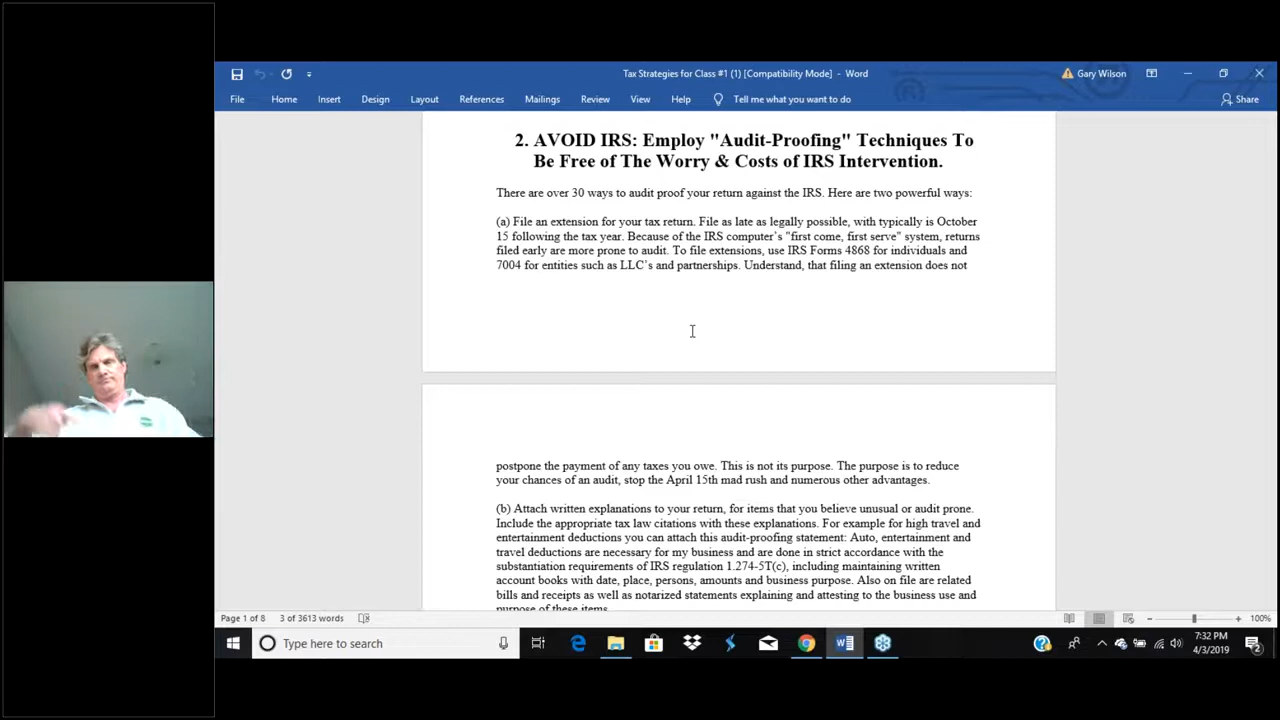 Tax Strategies for Class #1 (1) [Compatibility Mode] - Word
Gary Wilson
File Home Insert Design Layout References Mailings Review View Help Tell me what you want to do Share
2. AVOID IRS: Employ "Audit-Proofing" Techniques To
Be Free of The Worry & Costs of IRS Intervention.
There are over 30 ways to audit proof your return against the IRS. Here are two powerful ways:
(a) File an extension for your tax return. File as late as legally possible, with typically is October
15 following the tax year. Because of the IRS computer's "first come, first serve" system, returns
filed early are more prone to audit. To file extensions, use IRS Forms 4868 for individuals and
7004 for entities such as LLC's and partnerships. Understand, that filing an extension does not
postpone the payment of any taxes you owe. This is not its purpose. The purpose is to reduce
your chances of an audit, stop the April 15th mad rush and numerous other advantages.
(b) Attach written explanations to your return, for items that you believe unusual or audit prone.
Include the appropriate tax law citations with these explanations. For example for high travel and
entertainment deductions you can attach this audit-proofing statement: Auto, entertainment and
travel deductions are necessary for my business and are done in strict accordance with the
substantiation requirements of IRS regulation 1.274-5T(c), including maintaining written
account books with date, place, persons, amounts and business purpose. Also on file are related
bills and receipts as well as notarized statements explaining and attesting to the business use and
purpose of these items.
Page 1 of 8 3 of 3613 words 100%
Type here to search
7:32 PM
4/3/2019
2